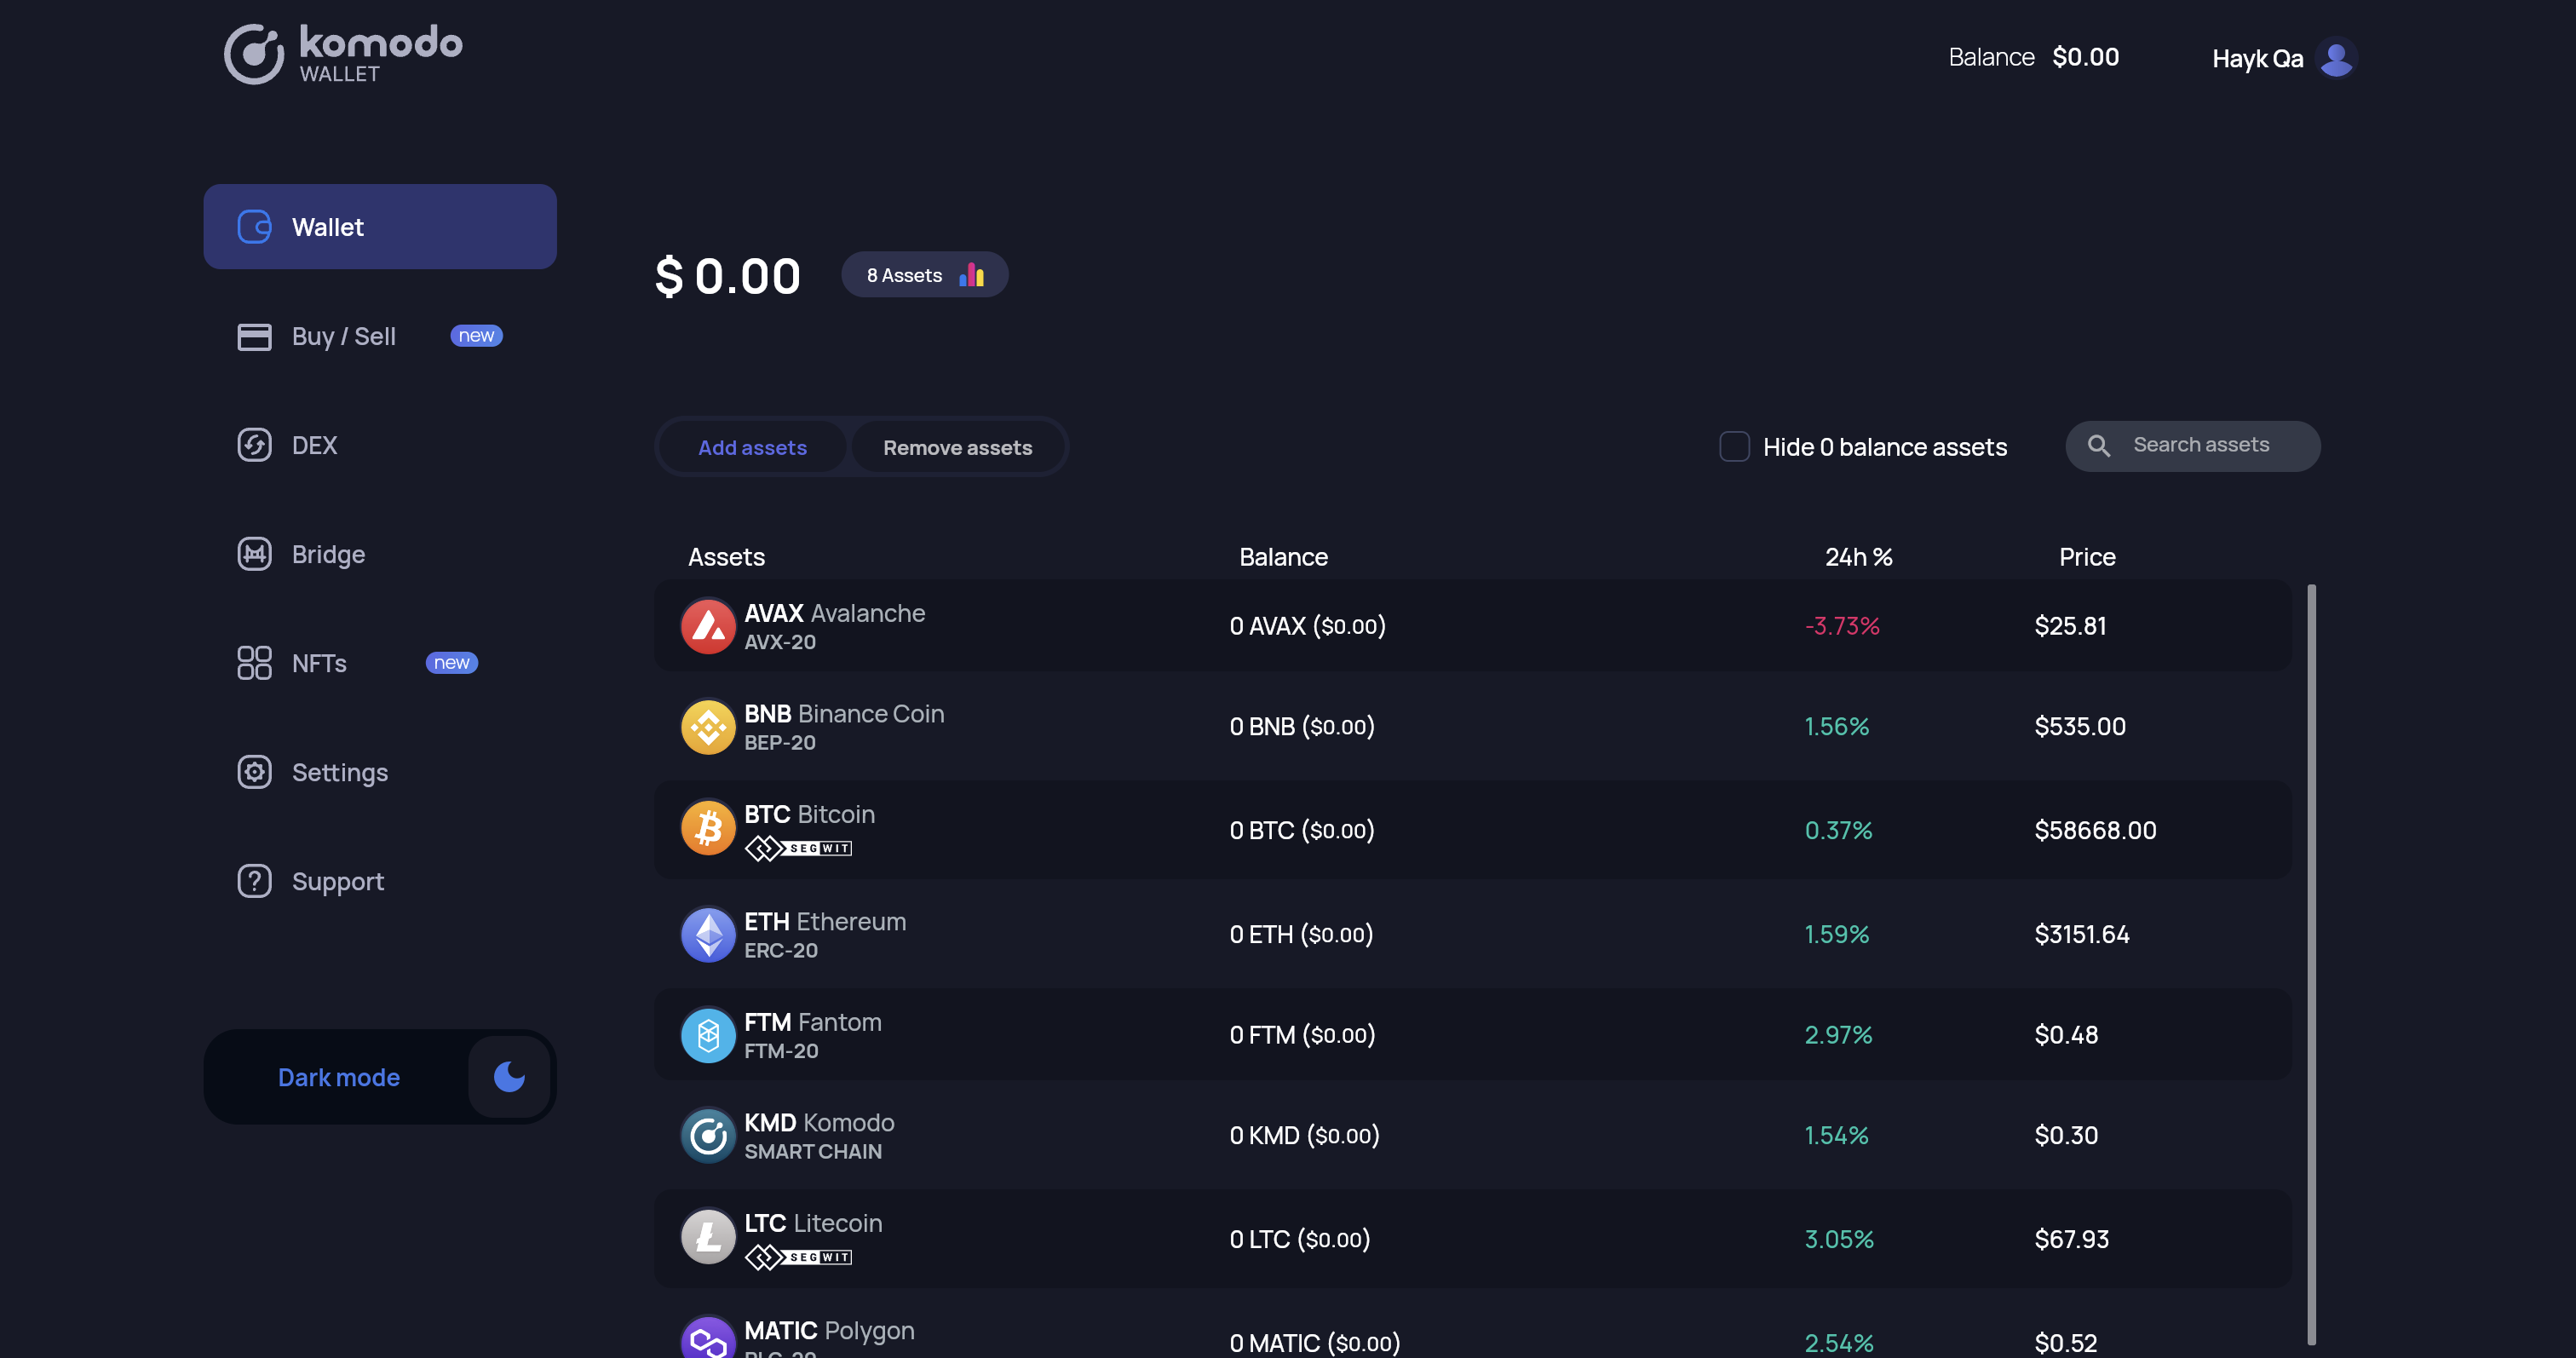 komodo
WALLET
Balance $0.00
Hayk Qa
Wallet
Buy / Sell new
DEX
Bridge
NFTs new
Settings
Support
Dark mode
$ 0.00
8 Assets
Add assets
Remove assets
Hide 0 balance assets
Search assets
Assets Balance 24h % Price
AVAX Avalanche
AVX-20
0 AVAX ($0.00) -3.73% $25.81
BNB Binance Coin
BEP-20
0 BNB ($0.00) 1.56% $535.00
BTC Bitcoin
SEGWIT
0 BTC ($0.00) 0.37% $58668.00
ETH Ethereum
ERC-20
0 ETH ($0.00) 1.59% $3151.64
FTM Fantom
FTM-20
0 FTM ($0.00) 2.97% $0.48
KMD Komodo
SMART CHAIN
0 KMD ($0.00) 1.54% $0.30
LTC Litecoin
SEGWIT
0 LTC ($0.00) 3.05% $67.93
MATIC Polygon
0 MATIC ($0.00) 2.54% $0.52